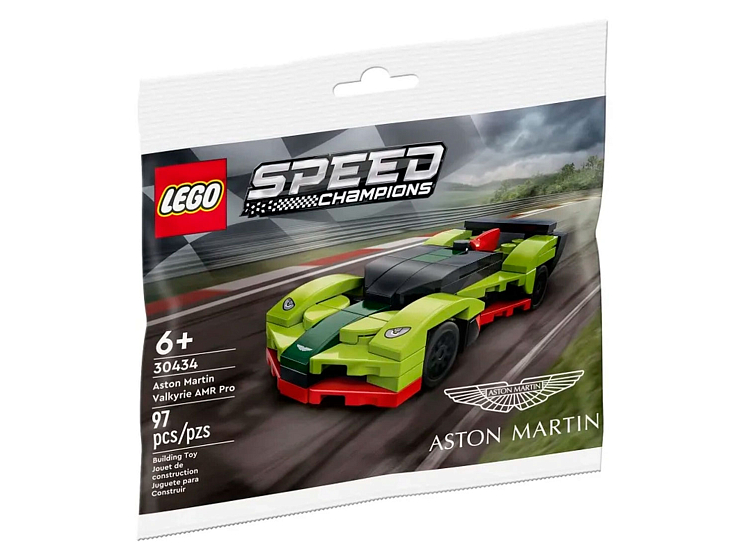 LEGO
SPEED
CHAMPIONS
6+
30434
Aston Martin
Valkyrie AMR Pro
97
pcs/pzs
Building Toy
Jouet de
construction
Juguete para
Construir
ASTON MARTIN
ASTON MARTIN